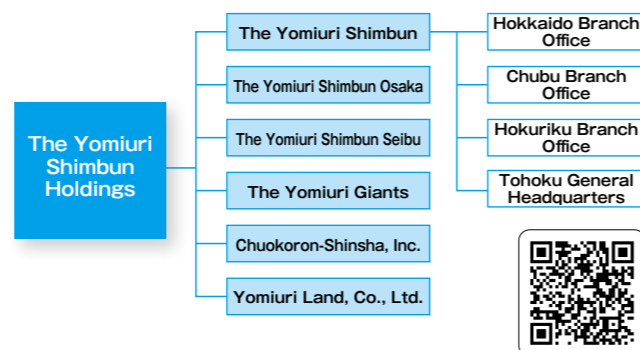 The Yomiuri
Shimbun
Holdings
The Yomiuri Shimbun
The Yomiuri Shimbun Osaka
The Yomiuri Shimbun Seibu
The Yomiuri Giants
Chuokoron-Shinsha, Inc.
Yomiuri Land, Co., Ltd.
Hokkaido Branch
Office
Chubu Branch
Office
Hokuriku Branch
Office
Tohoku General
Headquarters